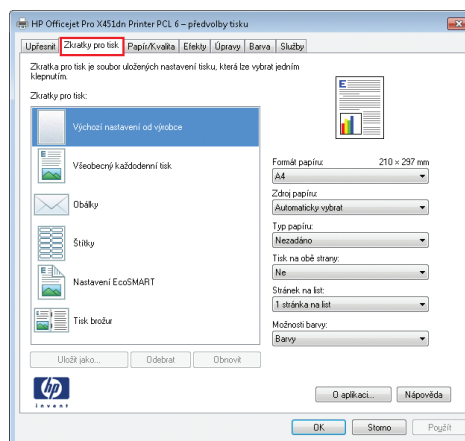 HP Officejet Pro X451dn Printer PCL 6 – předvolby tisku
Upřesnit Zkratky pro tisk Papír/Kvalita Efekty Úpravy Barva Služby
Zkratka pro tisk je soubor uložených nastavení tisku, která lze vybrat jedním
klepnutím.
Zkratky pro tisk:
Výchozí nastavení od výrobce
Všeobecný každodenní tisk
Obálky
Štítky
Nastavení EcoSMART
Tisk brožur
Uložit jako... Odebrat Obnovit
E
Formát papíru: 210 × 297 mm
A4
Zdroj papíru:
Automaticky vybrat
Typ papíru:
Nezadáno
Tisk na obě strany:
Ne
Stránek na list:
1 stránka na list
Možnosti barvy:
Barvy
hp
invent
O aplikaci... Nápověda
OK Storno Použít